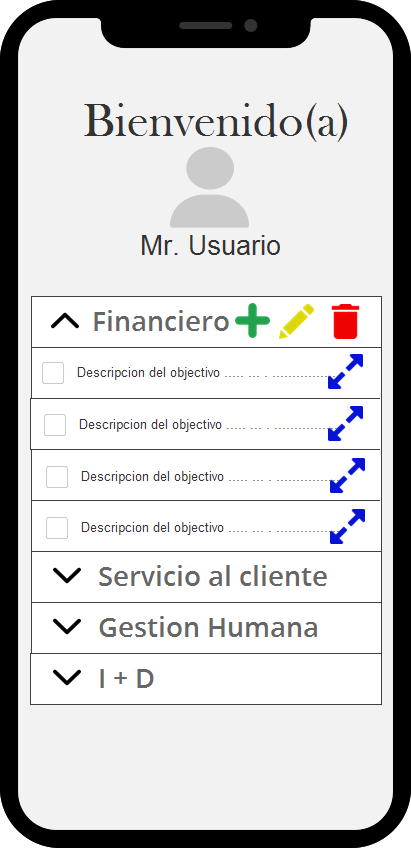 Bienvenido(a)
Mr. Usuario
Financiero
Descripcion del objectivo ..... ... . ................
Descripcion del objectivo ..... ... . ................
Descripcion del objectivo ..... ... . ................
Descripcion del objectivo ..... ... . ................
Servicio al cliente
Gestion Humana
I + D